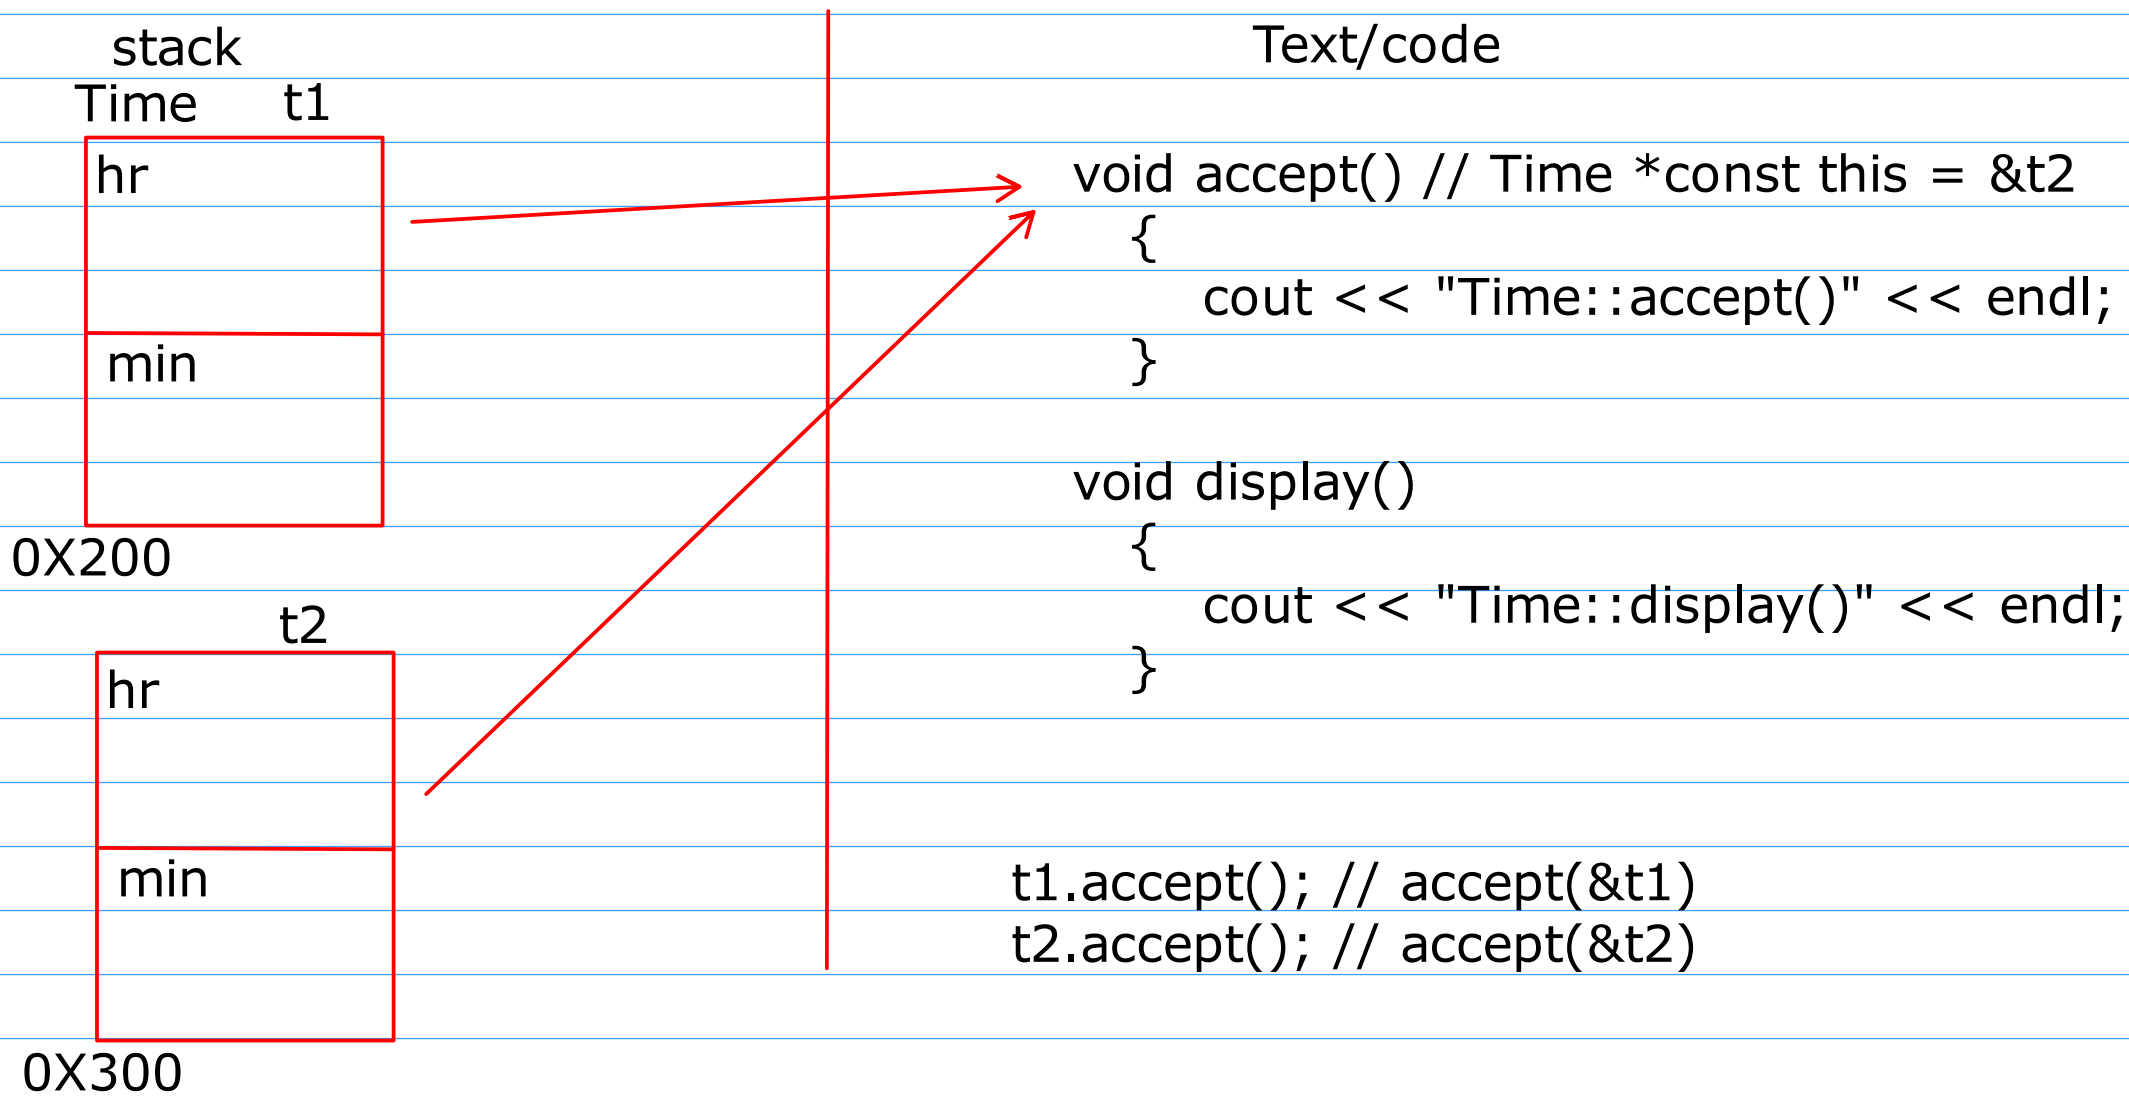 stack
Time t1
hr
min
0X200
t2
hr
min
0X300
Text/code
void accept() // Time *const this = &t2
{
cout << "Time::accept()" << endl;
}
void display()
{
cout << "Time::display()" << endl;
}
t1.accept(); // accept(&t1)
t2.accept(); // accept(&t2)